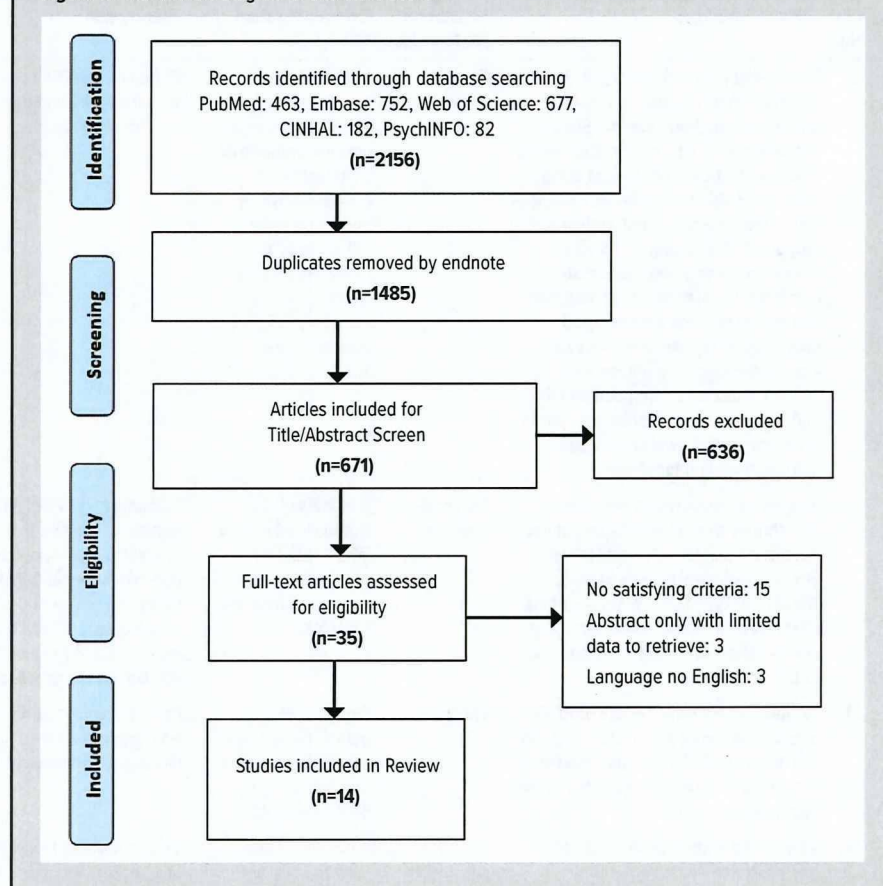 Identification
Records identified through database searching
PubMed: 463, Embase: 752, Web of Science: 677,
CINHAL: 182, PsychINFO: 82
(n=2156)
Screening
Duplicates removed by endnote
(n=1485)
Articles included for
Title/Abstract Screen
(n=671)
Records excluded
(n=636)
Eligibility
Full-text articles assessed
for eligibility
(n=35)
No satisfying criteria: 15
Abstract only with limited
data to retrieve: 3
Language no English: 3
Included
Studies included in Review
(n=14)